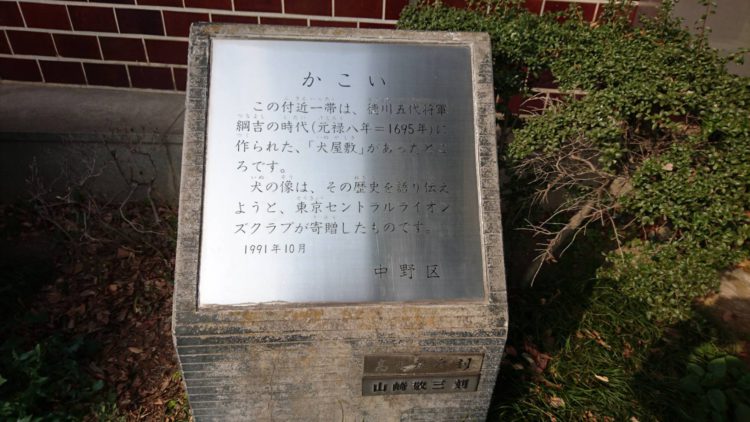 かこい
この付近一帯は、徳川五代将軍
綱吉の時代(元禄八年=1695年)に
作られた、「犬屋敷」があったとこ
ろです。
犬の像は、その歴史を語り伝え
ようと、東京セントラルライオン
ズクラブが寄贈したものです。
1991年10月
中野区
山崎敬三 刻